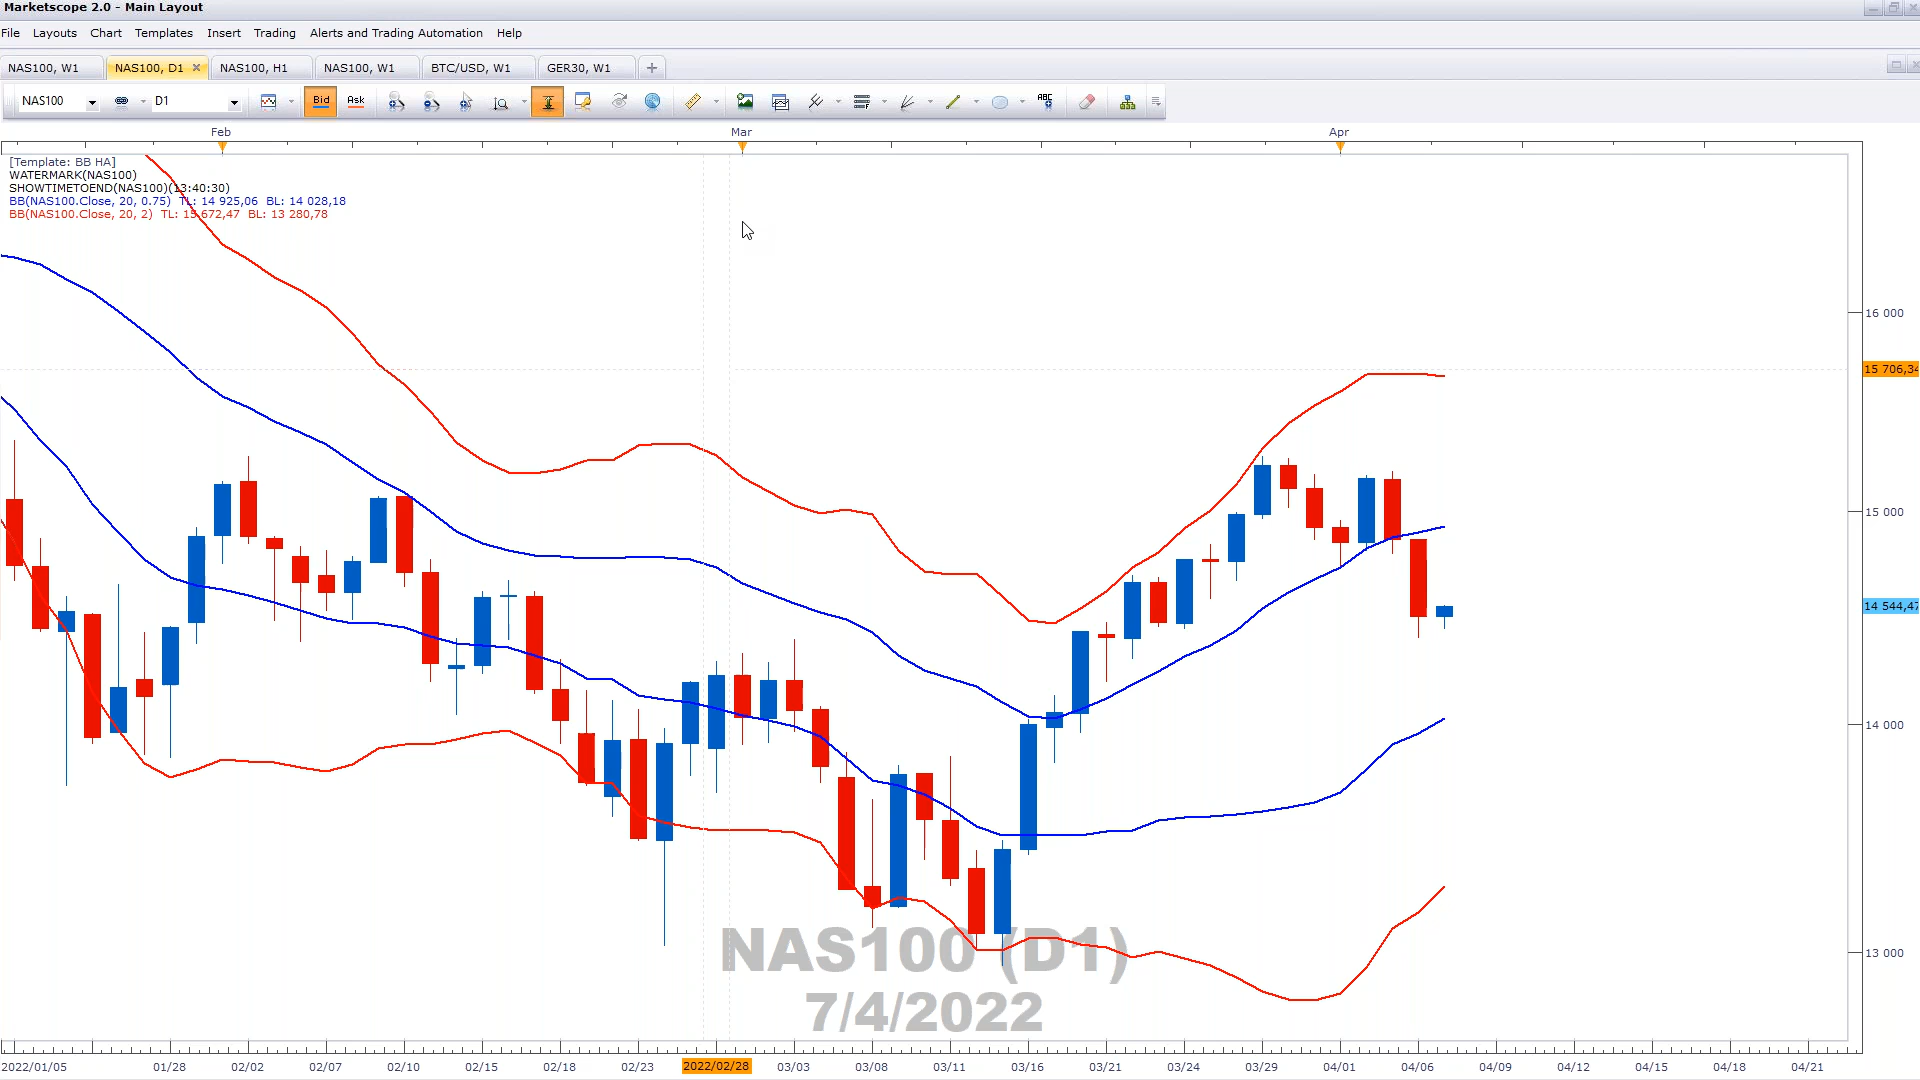 Marketscope 2.0 - Main Layout
File Layouts Chart Templates Insert Trading Alerts and Trading Automation Help
NAS100, W1 NAS100, D1 NAS100, H1 NAS100, W1 BTC/USD, W1 GER30, W1
NAS100 D1 Bid Ask ABC
Feb Mar Apr
[Template: BB HA]
WATERMARK(NAS100)
SHOWTIMETOEND(NAS100)(13:40:30)
BB(NAS100.Close, 20, 0.75) TL: 14 925,06 BL: 14 028,18
BB(NAS100.Close, 20, 2) TL: 15 672,47 BL: 13 280,78
16 000
15 706,34
15 000
14 544,47
14 000
13 000
NAS100 (D1)
7/4/2022
2022/01/05 01/28 02/02 02/07 02/10 02/15 02/18 02/23 2022/02/28 03/03 03/08 03/11 03/16 03/21 03/24 03/29 04/01 04/06 04/09 04/12 04/15 04/18 04/21